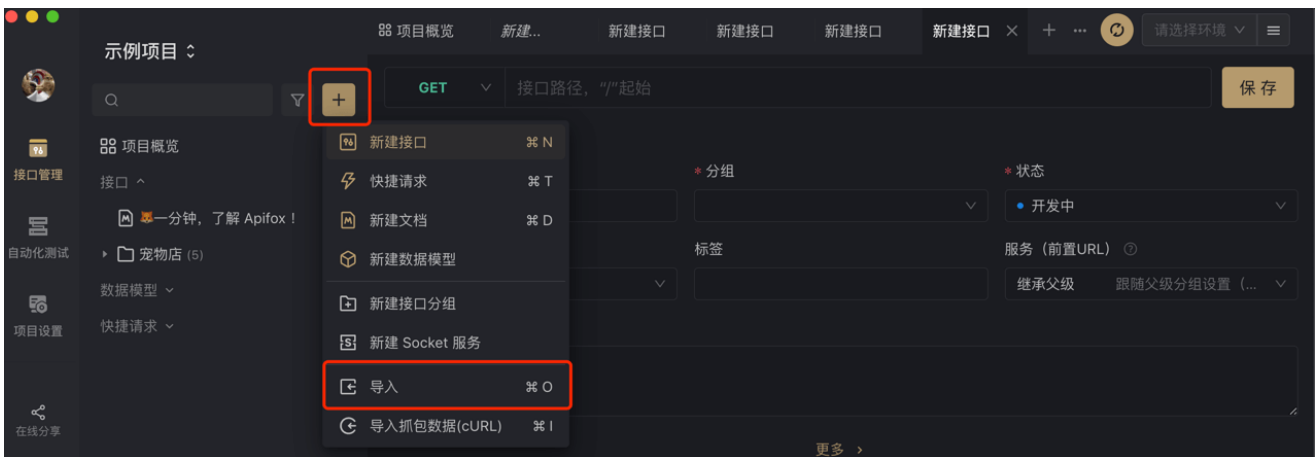 项目概览
新建...
新建接口
新建接口
新建接口
新建接口
请选择环境
示例项目
GET
接口路径，“/”起始
保存
接口管理
自动化测试
项目设置
在线分享
项目概览
接口
一分钟，了解 Apifox！
宠物店 (5)
数据模型
快捷请求
新建接口 ⌘ N
快捷请求 ⌘ T
新建文档 ⌘ D
新建数据模型
新建接口分组
新建 Socket 服务
导入 ⌘ O
导入抓包数据(cURL) ⌘ I
* 分组
* 状态
开发中
标签
服务（前置URL）
继承父级 跟随父级分组设置（...
更多